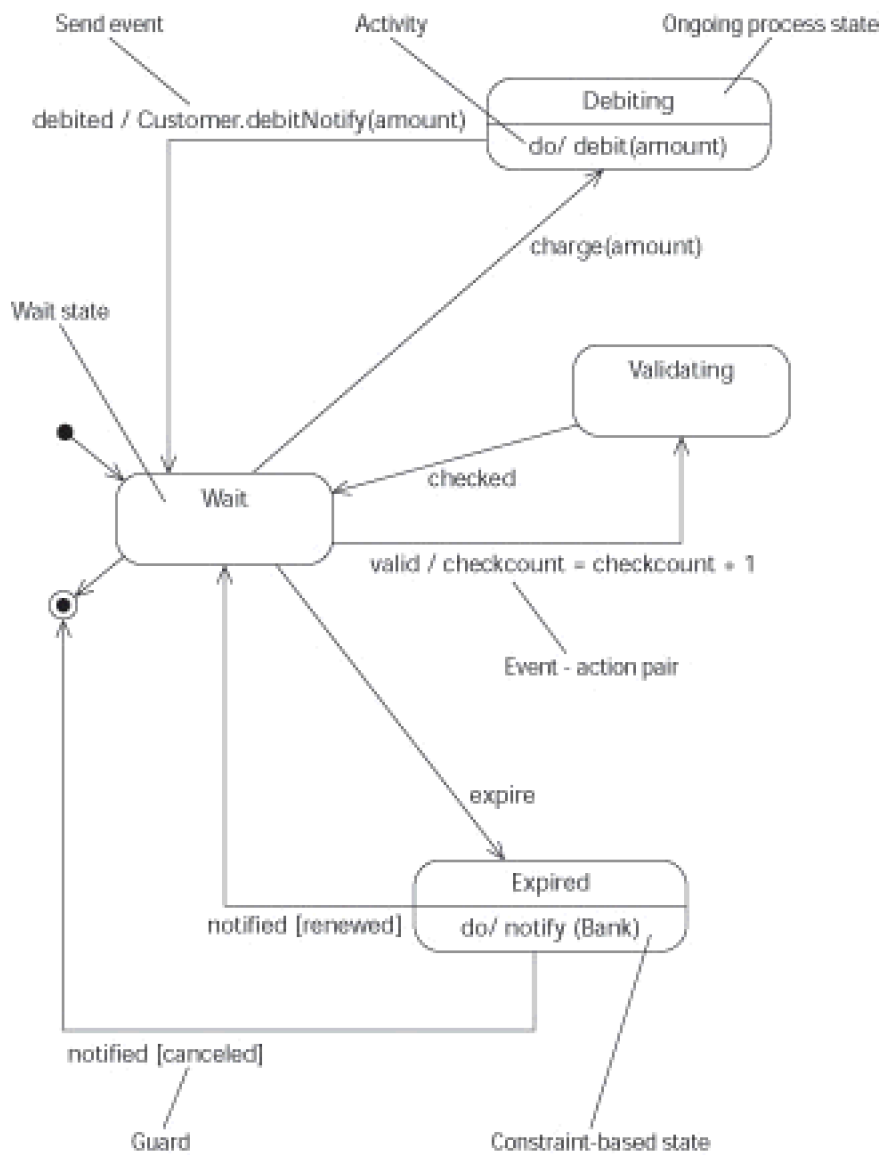 Send event
Activity
Ongoing process state
Debiting
debited / Customer.debitNotify(amount)
do/ debit(amount)
charge(amount)
Wait state
Validating
checked
Wait
valid / checkcount = checkcount + 1
Event - action pair
expire
Expired
notified [renewed]
do/ notify (Bank)
notified [canceled]
Guard
Constraint-based state